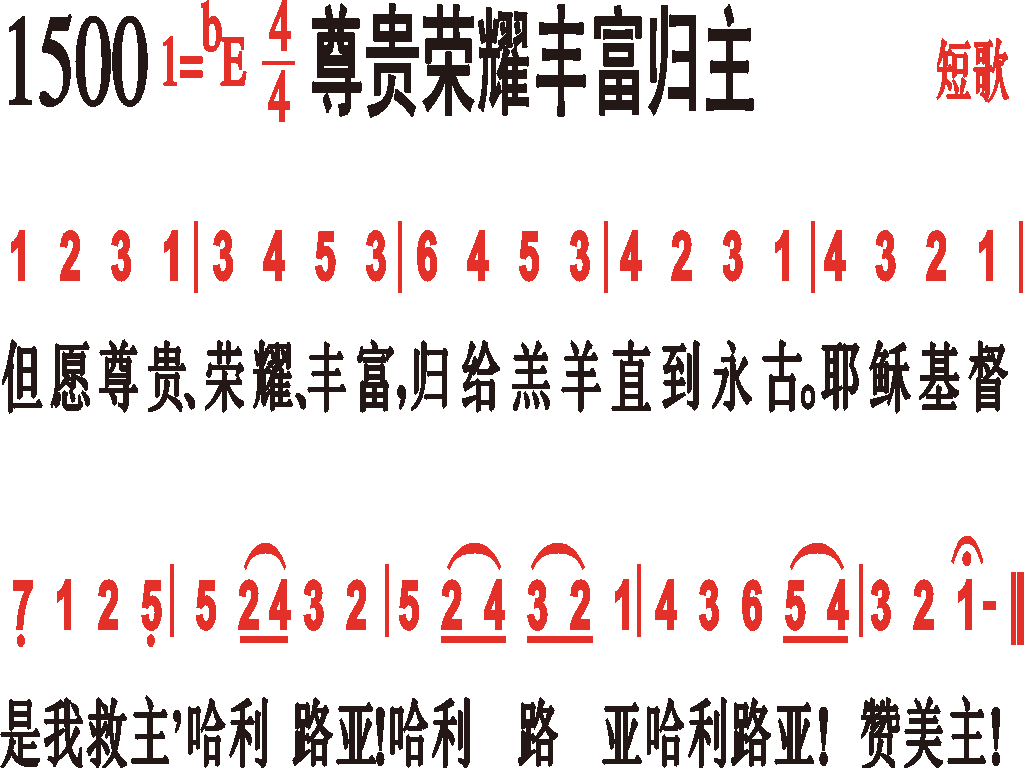 1500 1=bE 4/4 尊贵荣耀丰富归主 短歌
1 2 3 1|3 4 5 3|6 4 5 3|4 2 3 1|4 3 2 1|
但愿尊贵、荣耀、丰富,归给羔羊直到永古。耶稣基督
7 1 2 5|5 24 3 2|5 2 4 3 2 1|4 3 6 5 4|3 2 1-‖
是我救主'哈利 路亚!哈利 路 亚哈利路亚! 赞美主!